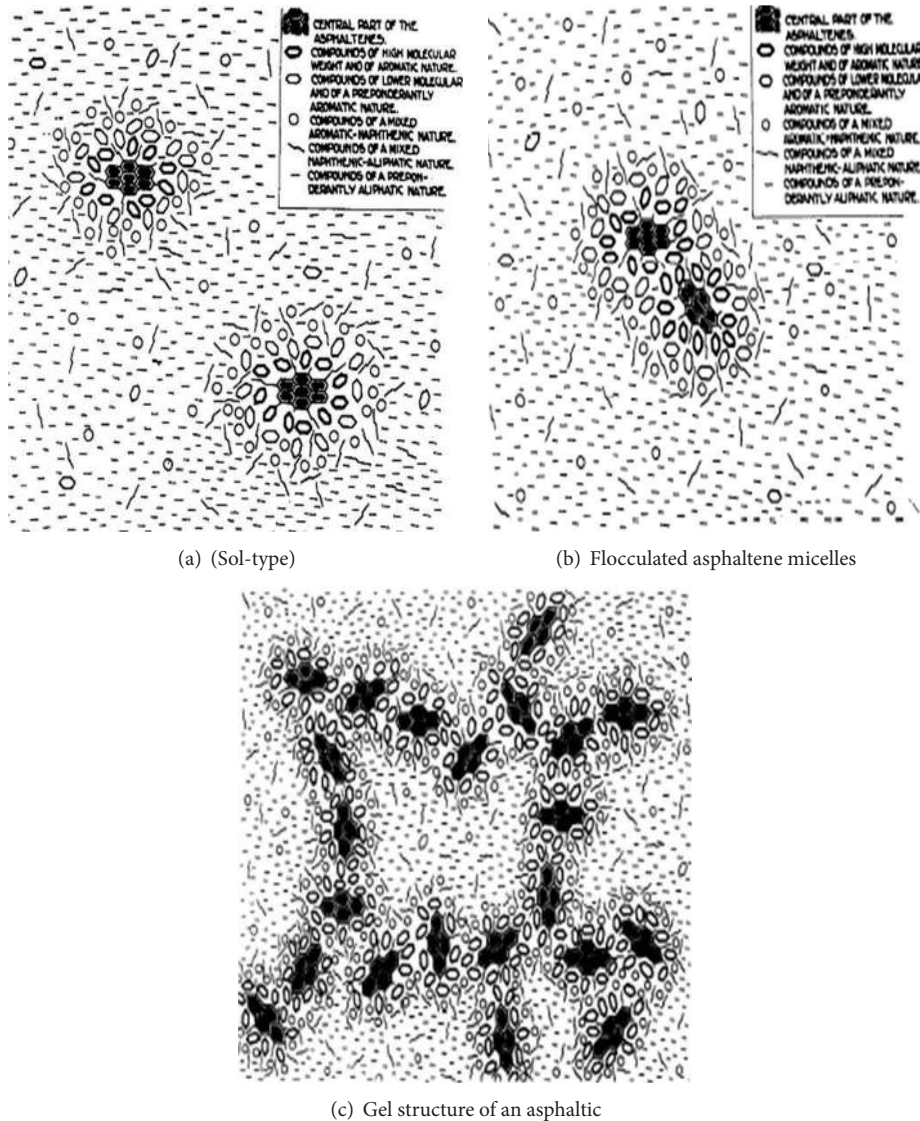 CENTRAL PART OF THE
ASPHALTENES.
COMPOUNDS OF HIGH MOLECULAR
WEIGHT AND OF AROMATIC NATURE.
COMPOUNDS OF LOWER MOLECULAR
AND OF A PREPONDERANTLY
AROMATIC NATURE.
COMPOUNDS OF A MIXED
AROMATIC-NAPHTHENIC NATURE.
COMPOUNDS OF A MIXED
NAPHTHENIC-ALIPHATIC NATURE.
COMPOUNDS OF A PREPON-
DERANTLY ALIPHATIC NATURE.
CENTRAL PART OF THE
ASPHALTENES.
COMPOUNDS OF HIGH MOLECULAR
WEIGHT AND OF AROMATIC NATURE.
COMPOUNDS OF LOWER MOLECULA
AND OF A PREPONDERANTLY
AROMATIC NATURE.
COMPOUNDS OF A MIXED
AROMATIC-NAPHTHENIC NATURE.
COMPOUNDS OF A MIXED
NAPHTHENIC-ALIPHATIC NATURE
COMPOUNDS OF A PREPON-
DERANTLY ALIPHATIC NATURE.
(a) (Sol-type)
(b) Flocculated asphaltene micelles
(c) Gel structure of an asphaltic